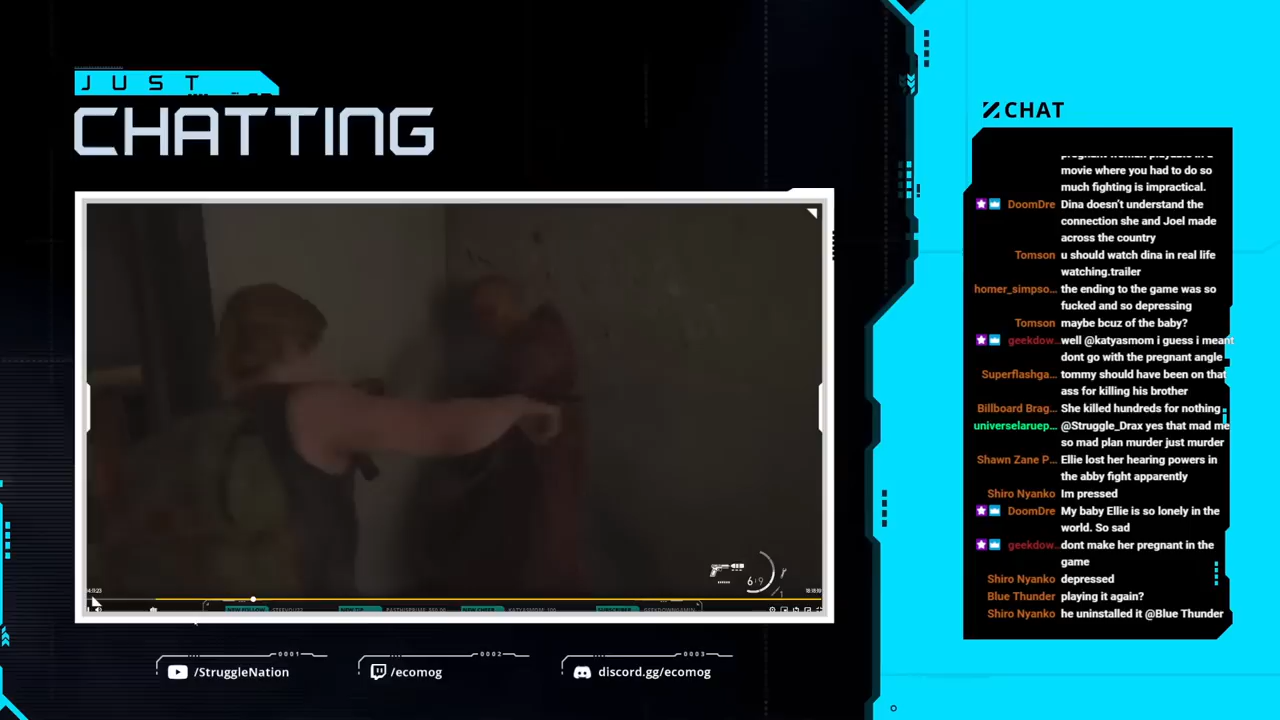 JUST
CHATTING
CHAT
movie where you had to do so
much fighting is impractical.
DoomDre Dina doesn't understand the
connection she and Joel made
across the country
Tomson u should watch dina in real life
watching.trailer
homer_simpso... the ending to the game was so
fucked and so depressing
Tomson maybe bcuz of the baby?
geekdow... well @katyasmom i guess i meant
dont go with the pregnant angle
Superflashga... tommy should have been on that
ass for killing his brother
Billboard Brag... She killed hundreds for nothing
universelaruep... @Struggle_Drax yes that mad me
so mad plan murder just murder
Shawn Zane P... Ellie lost her hearing powers in
the abby fight apparently
Shiro Nyanko Im pressed
DoomDre My baby Ellie is so lonely in the
world. So sad
geekdow... dont make her pregnant in the
game
Shiro Nyanko depressed
Blue Thunder playing it again?
Shiro Nyanko he uninstalled it @Blue Thunder
6/9
0001
/StruggleNation
0002
/ecomog
0003
discord.gg/ecomog